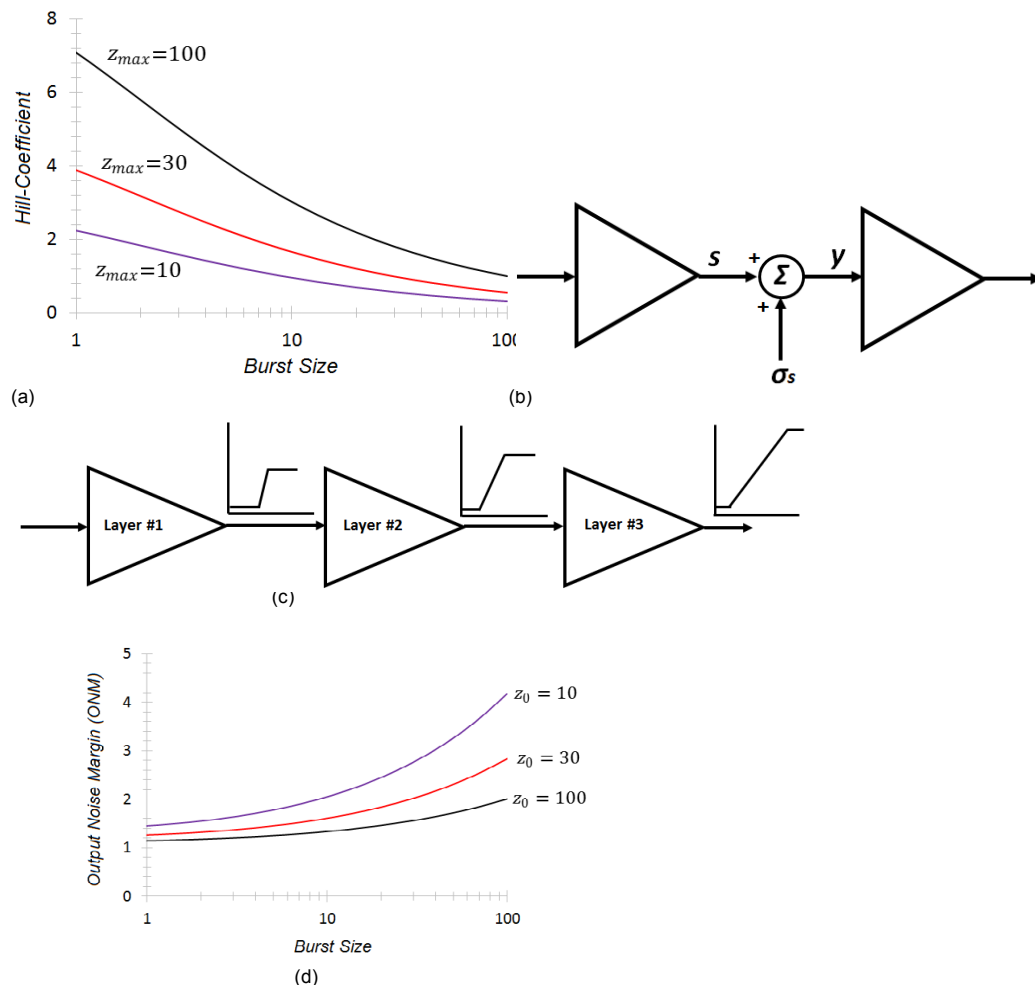 8
6
4
2
0
Hill-Coefficient
z_max=100
z_max=30
z_max=10
1
10
100
Burst Size
(a)
s
+
Σ
+
y
σs
(b)
Layer #1
Layer #2
Layer #3
(c)
5
4
3
2
1
0
Output Noise Margin (ONM)
z_0 = 10
z_0 = 30
z_0 = 100
1
10
100
Burst Size
(d)